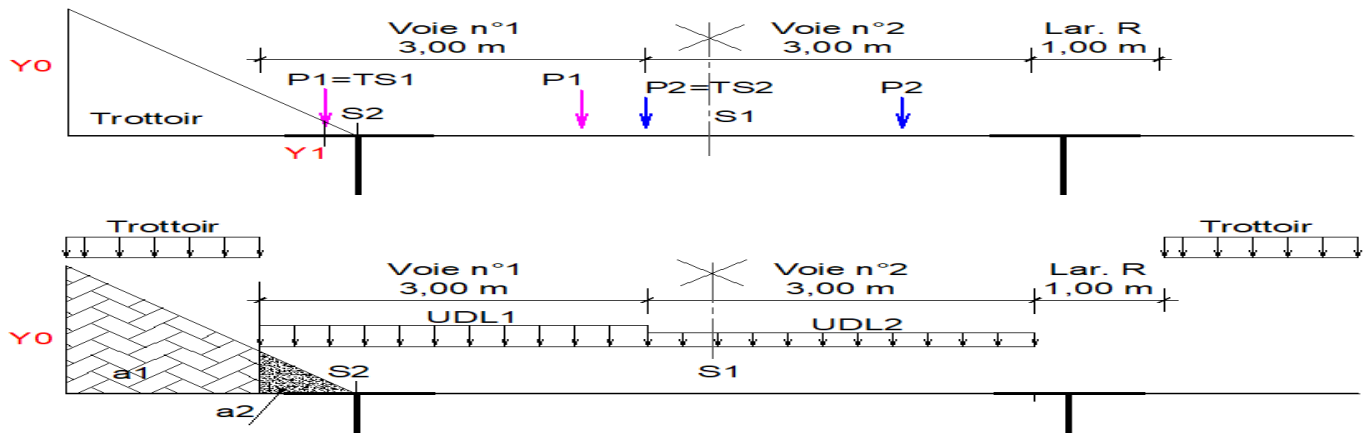 Voie n°1
Voie n°2
Lar. R
3,00 m
3,00 m
1,00 m
Y0
P1=TS1
P1
P2=TS2
P2
Trottoir
S2
S1
Y1
Trottoir
Trottoir
Voie n°1
Voie n°2
Lar. R
3,00 m
3,00 m
1,00 m
UDL1
UDL2
Y0
a1
S2
S1
a2